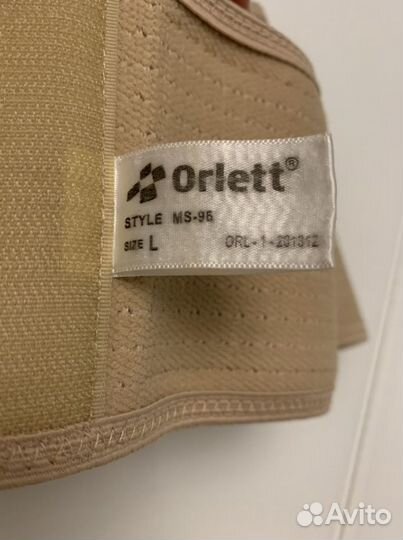 Orlett®
STYLE MS-96
SIZE L ORL-1-201312
Avito